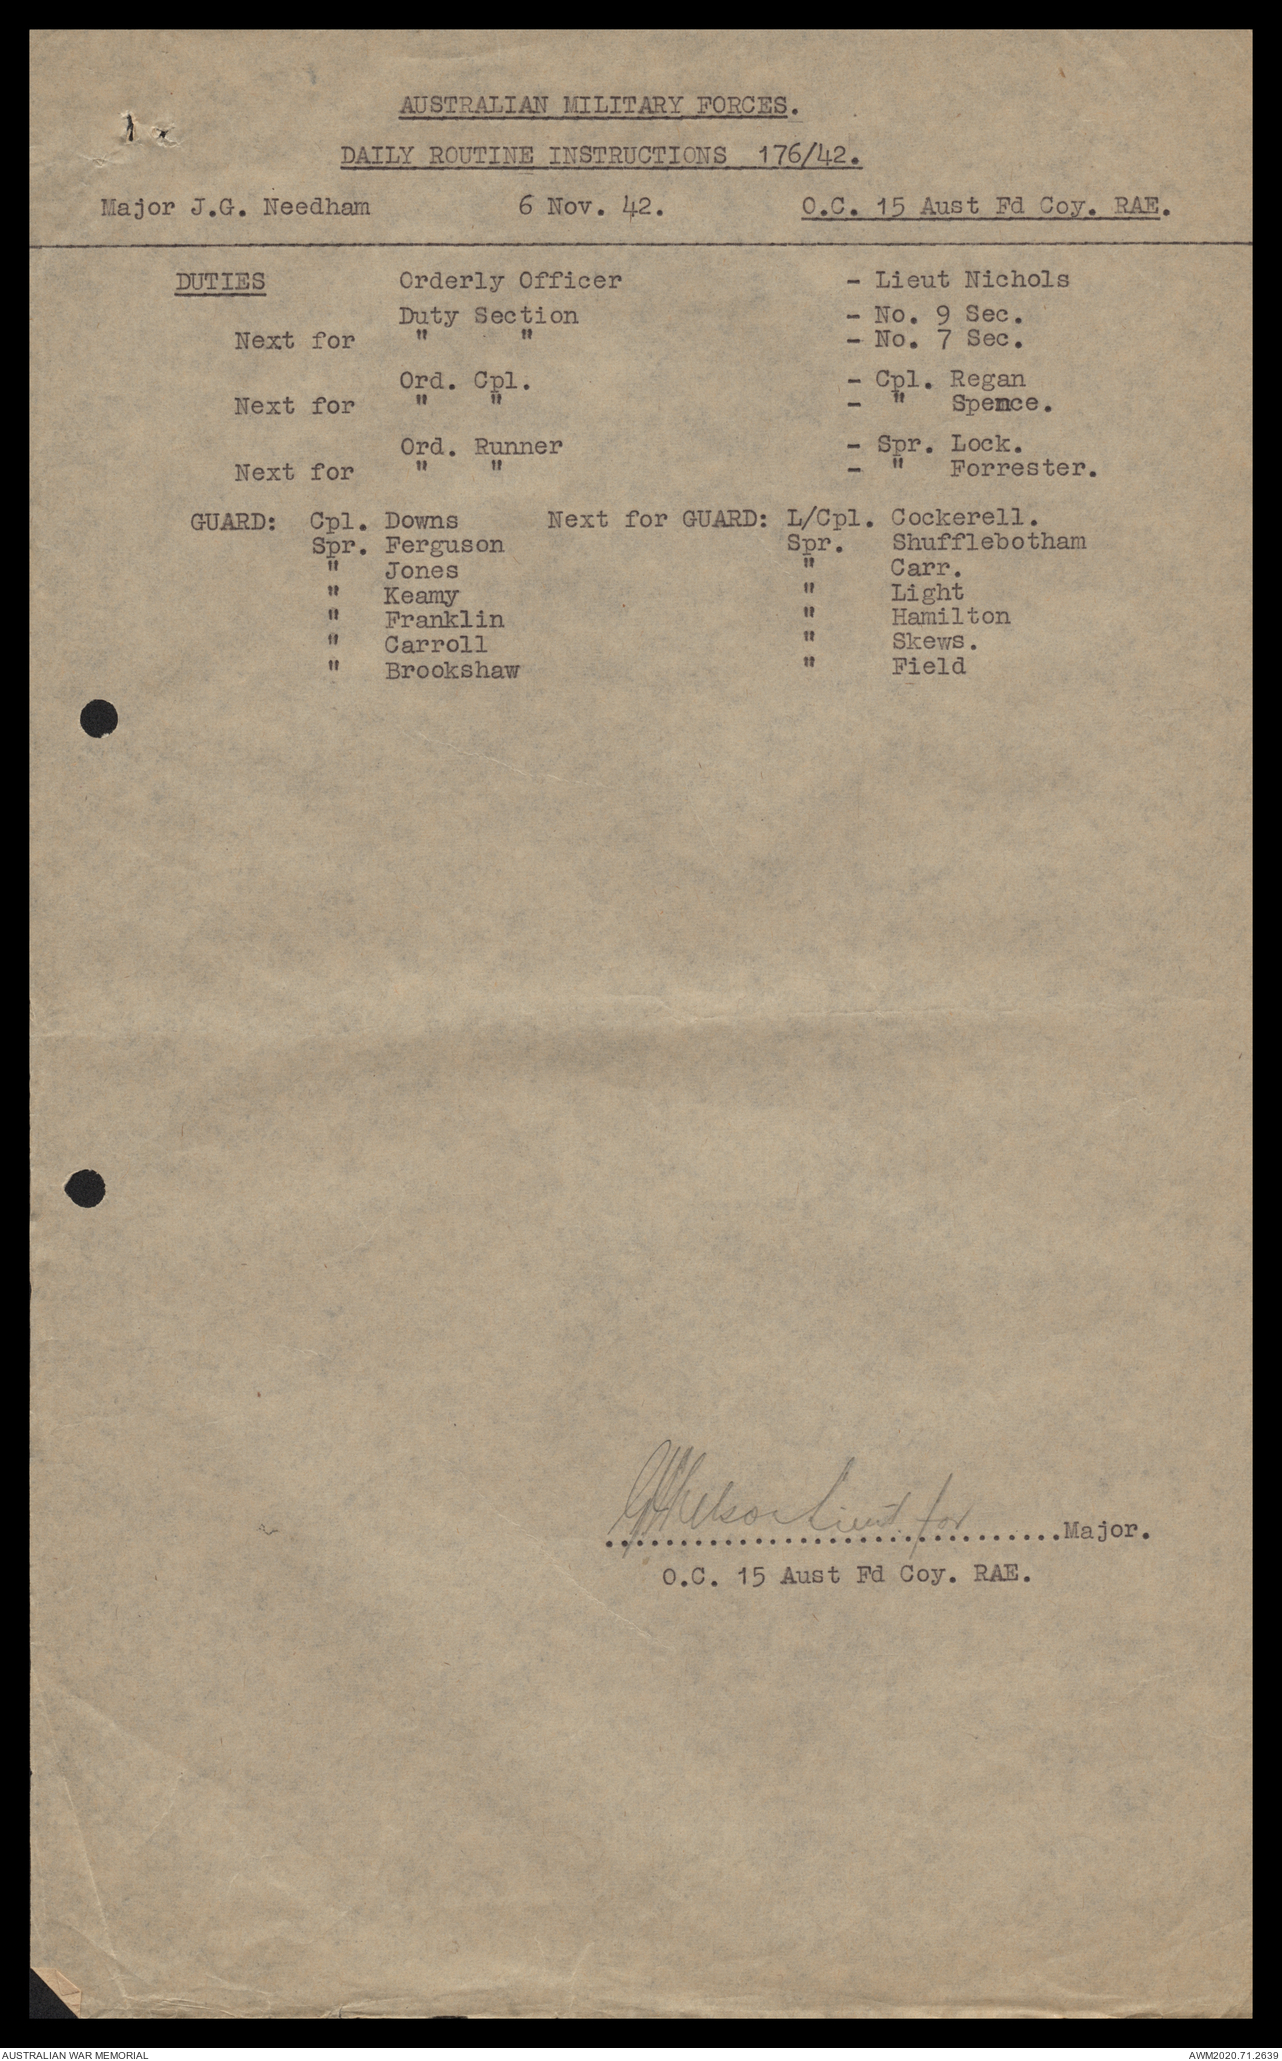 AUSTRALIAN MILITARY FORCES.
DAILY ROUTINE INSTRUCTIONS 176/42.
Major J.G. Needham 6 Nov. 42. O.C. 15 Aust Fd Coy. RAE.
DUTIES Orderly Officer - Lieut Nichols
Duty Section - No. 9 Sec.
Next for " " - No. 7 Sec.
Ord. Cpl. - Cpl. Regan
Next for " " - " Spence.
Ord. Runner - Spr. Lock.
Next for " " - " Forrester.
GUARD: Cpl. Downs Next for GUARD: L/Cpl. Cockerell.
Spr. Ferguson Spr. Shufflebotham
" Jones " Carr.
" Keamy " Light
" Franklin " Hamilton
" Carroll " Skews.
" Brookshaw " Field
Lieut for
................................Major.
O.C. 15 Aust Fd Coy. RAE.
AUSTRALIAN WAR MEMORIAL AWM2020.71.2639